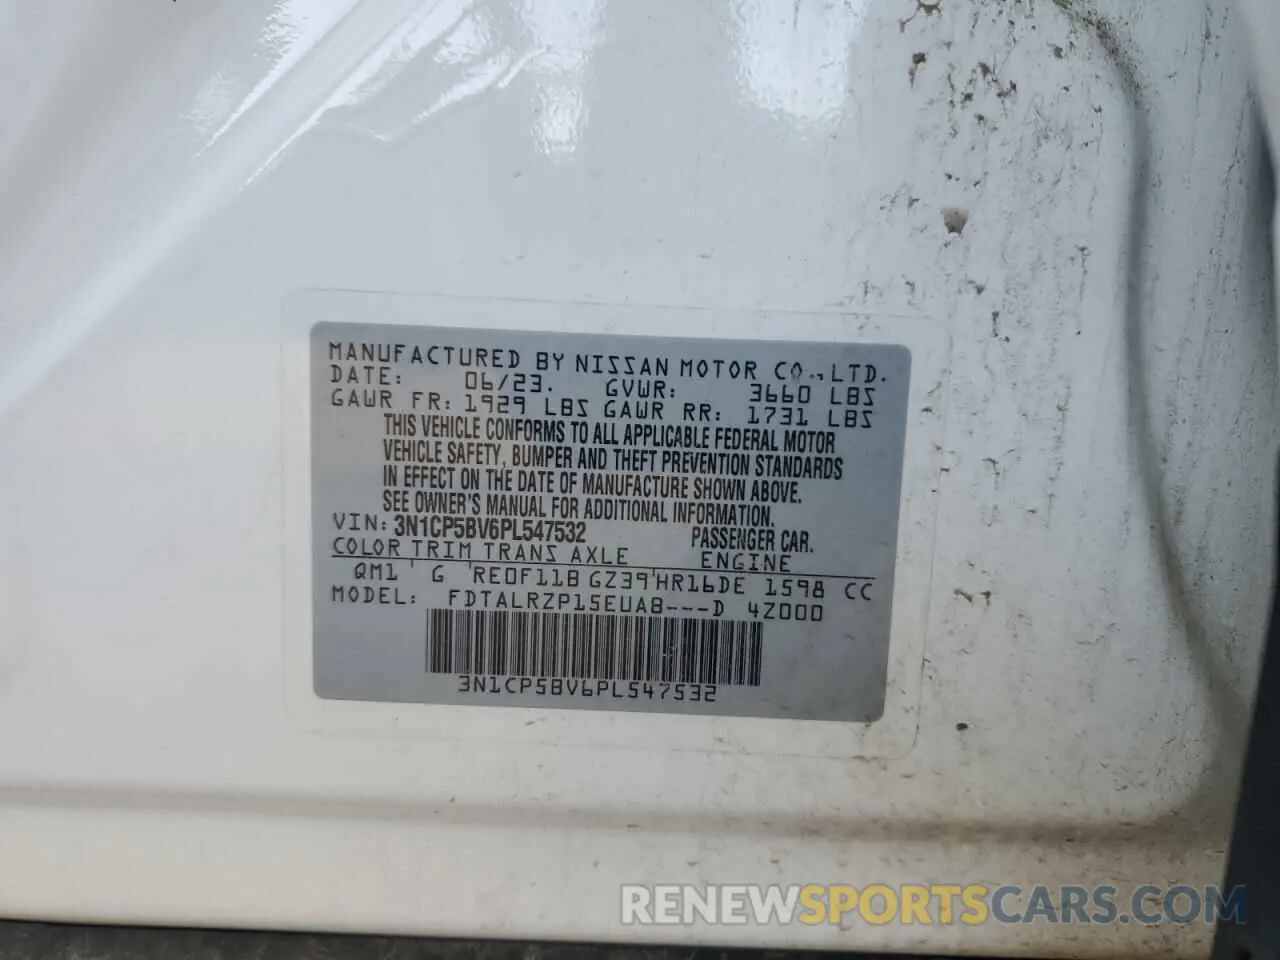 MANUFACTURED BY NISSAN MOTOR CO., LTD.
DATE: 06/23. GVWR: 3660 LBS
GAWR FR: 1929 LBS GAWR RR: 1731 LBS
THIS VEHICLE CONFORMS TO ALL APPLICABLE FEDERAL MOTOR
VEHICLE SAFETY, BUMPER AND THEFT PREVENTION STANDARDS
IN EFFECT ON THE DATE OF MANUFACTURE SHOWN ABOVE.
SEE OWNER'S MANUAL FOR ADDITIONAL INFORMATION.
VIN: 3N1CP5BV6PL547532 PASSENGER CAR.
COLOR TRIM TRANS AXLE ENGINE
QM1 ' G 'RE0F11B GZ39'HR16DE 1598 CC
MODEL: FDTALRZP15EUA8---D 4Z000
3N1CP5BV6PL547532
RENEWSPORTSCARS.COM